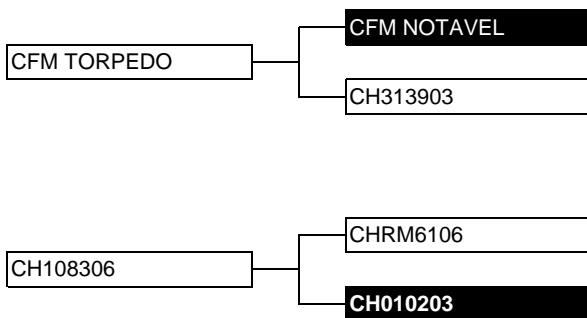 CFM NOTAVEL
CFM TORPEDO
CH313903
CHRM6106
CH108306
CH010203